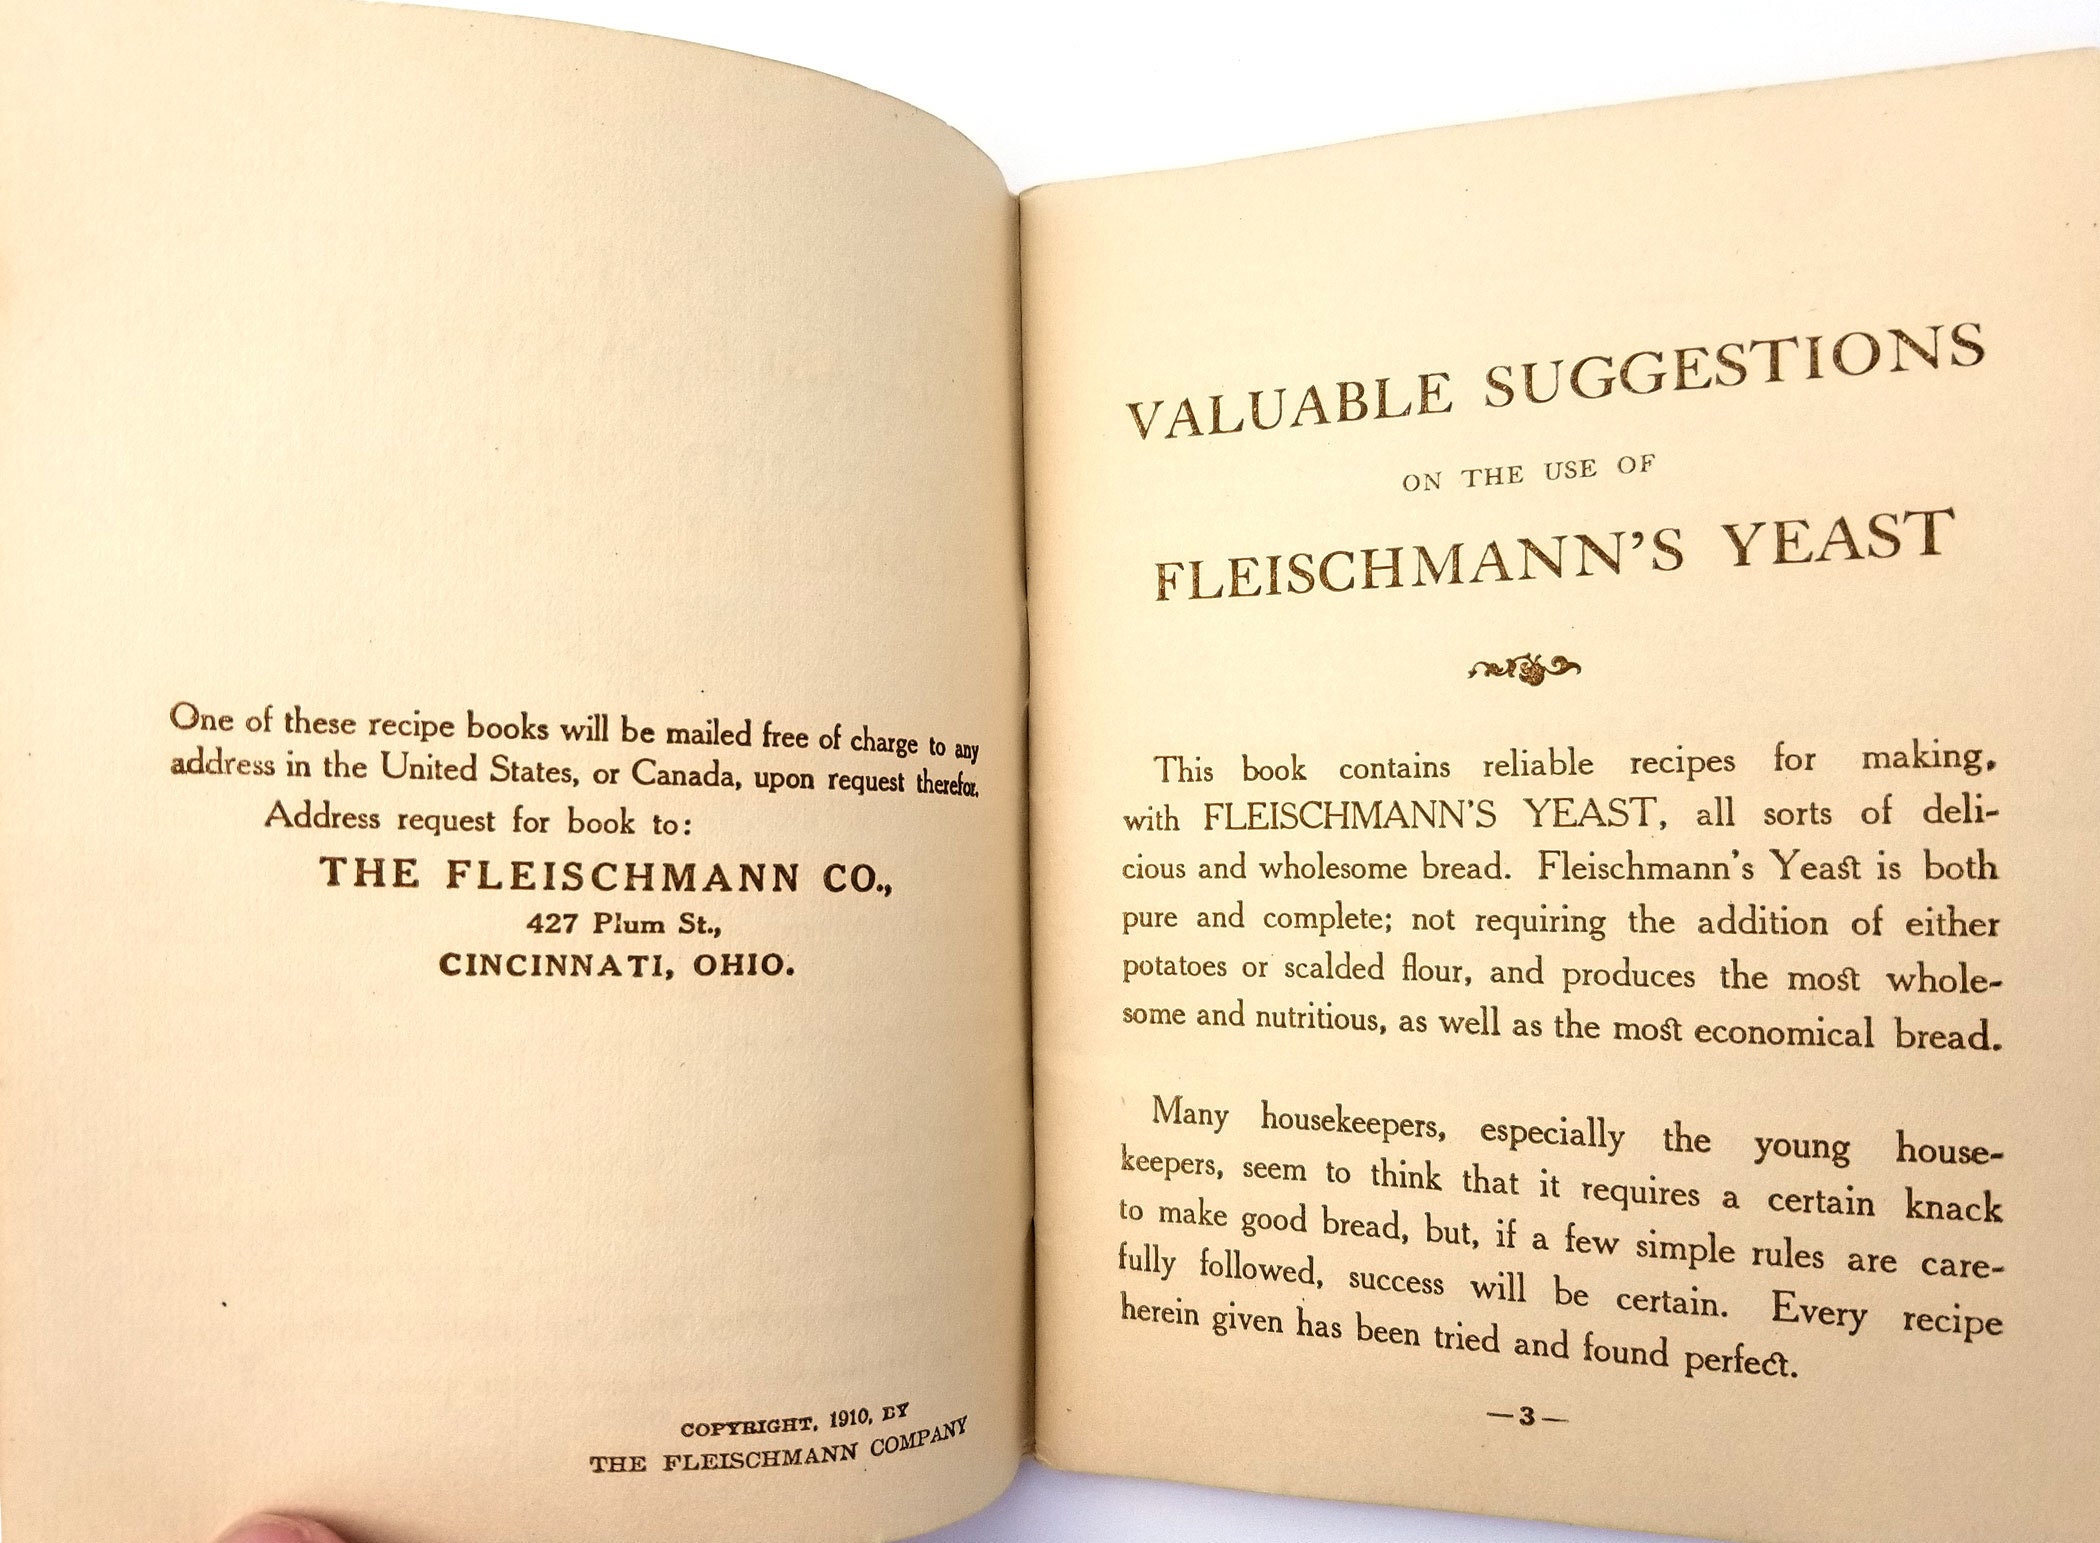 One of these recipe books will be mailed free of charge to any
address in the United States, or Canada, upon request therefor.
Address request for book to:
THE FLEISCHMANN CO.,
427 Plum St.,
CINCINNATI, OHIO.
COPYRIGHT, 1910, BY
THE FLEISCHMANN COMPANY
VALUABLE SUGGESTIONS
ON THE USE OF
FLEISCHMANN'S YEAST
This book contains reliable recipes for making,
with FLEISCHMANN'S YEAST, all sorts of deli-
cious and wholesome bread. Fleischmann's Yeast is both
pure and complete; not requiring the addition of either
potatoes or scalded flour, and produces the most whole-
some and nutritious, as well as the most economical bread.
Many housekeepers, especially the young house-
keepers, seem to think that it requires a certain knack
to make good bread, but, if a few simple rules are care-
fully followed, success will be certain. Every recipe
herein given has been tried and found perfect.
—3—